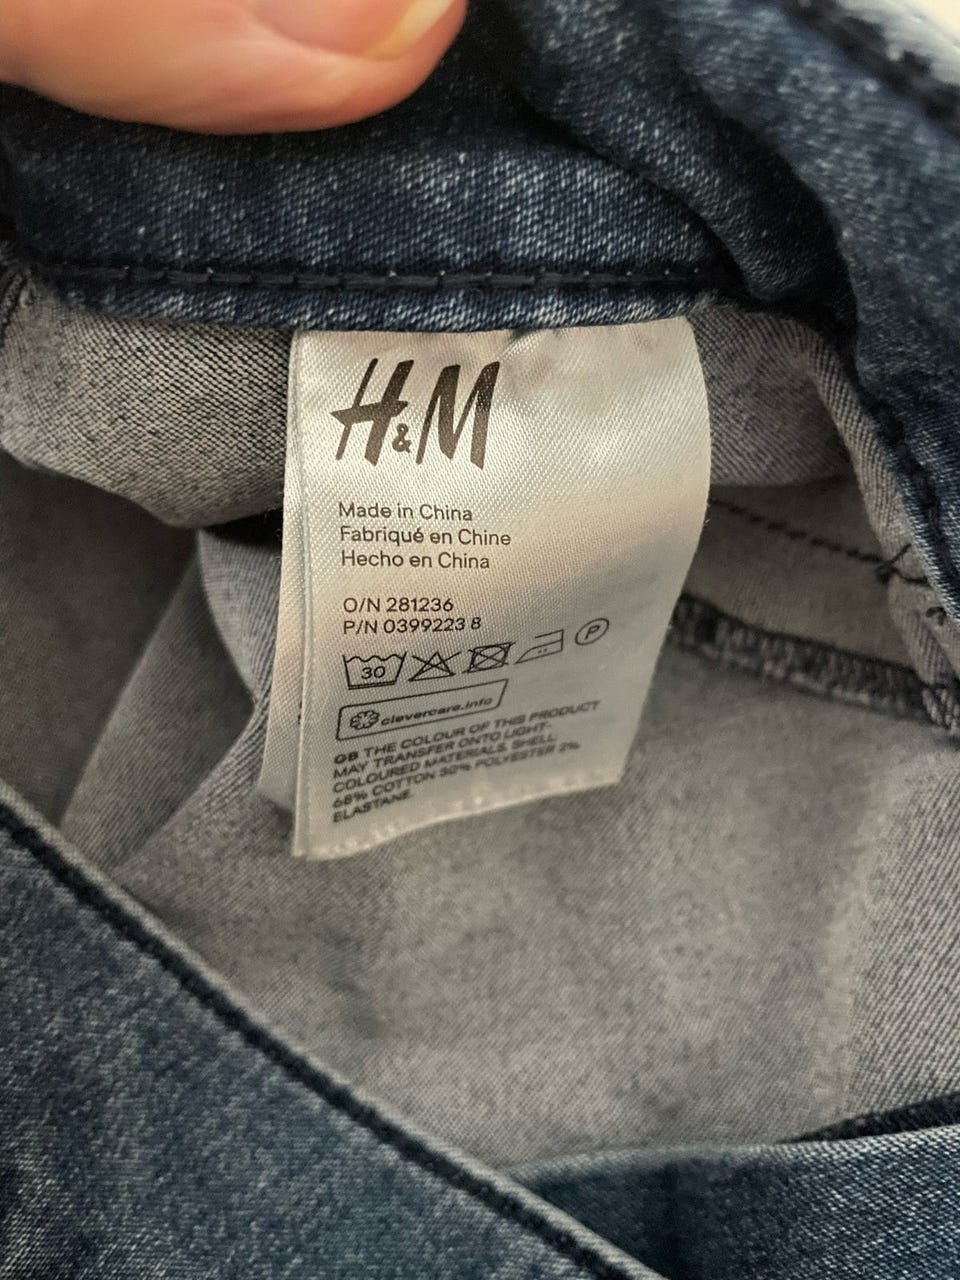 H&M
Made in China
Fabriqué en Chine
Hecho en China
O/N 281236
P/N 0399223 8
30
P
clevercare.info
GB THE COLOUR OF THIS PRODUCT
MAY TRANSFER ONTO LIGHT-
COLOURED MATERIALS. SHELL
68% COTTON 30% POLYESTER 2%
ELASTANE